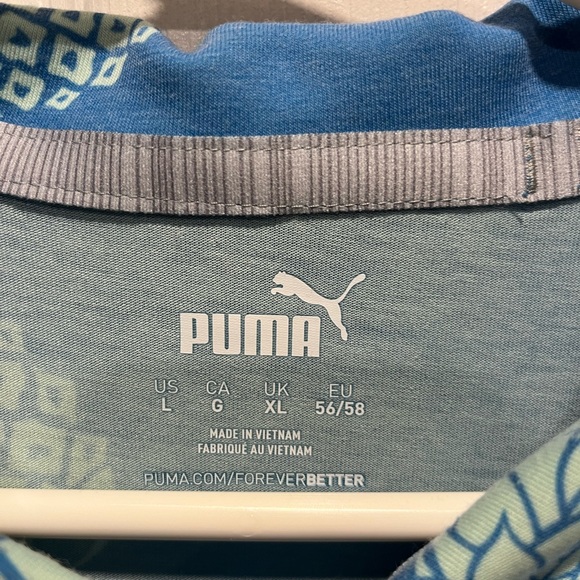 PUMA
US CA UK EU
L G XL 56/58
MADE IN VIETNAM
FABRIQUÉ AU VIETNAM
PUMA.COM/FOREVERBETTER